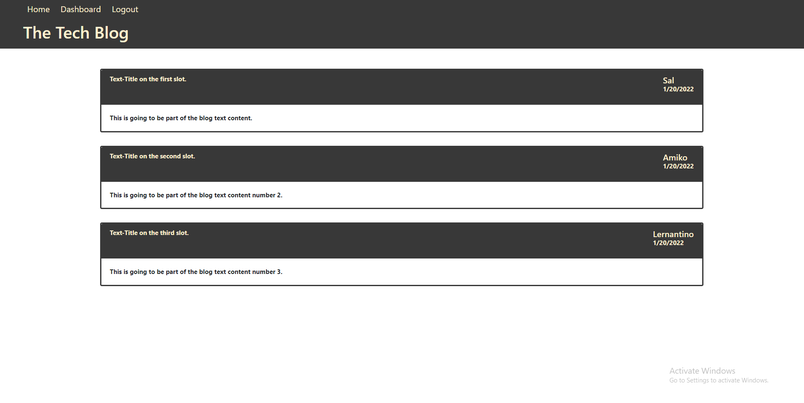 Home Dashboard Logout
The Tech Blog
Text-Title on the first slot.
Sal
1/20/2022
This is going to be part of the blog text content.
Text-Title on the second slot.
Amiko
1/20/2022
This is going to be part of the blog text content number 2.
Text-Title on the third slot.
Lernantino
1/20/2022
This is going to be part of the blog text content number 3.
Activate Windows
Go to Settings to activate Windows.